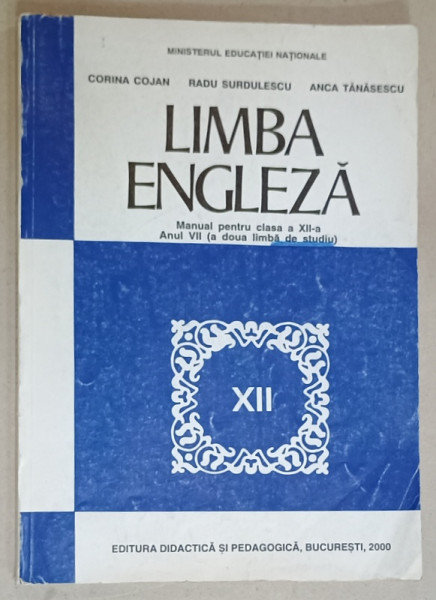 MINISTERUL EDUCAȚIEI NAȚIONALE
CORINA COJAN RADU SURDULESCU ANCA TĂNĂSESCU
LIMBA
ENGLEZĂ
Manual pentru clasa a XII-a
Anul VII (a doua limbă de studiu)
XII
EDITURA DIDACTICĂ ȘI PEDAGOGICĂ, BUCUREȘTI, 2000